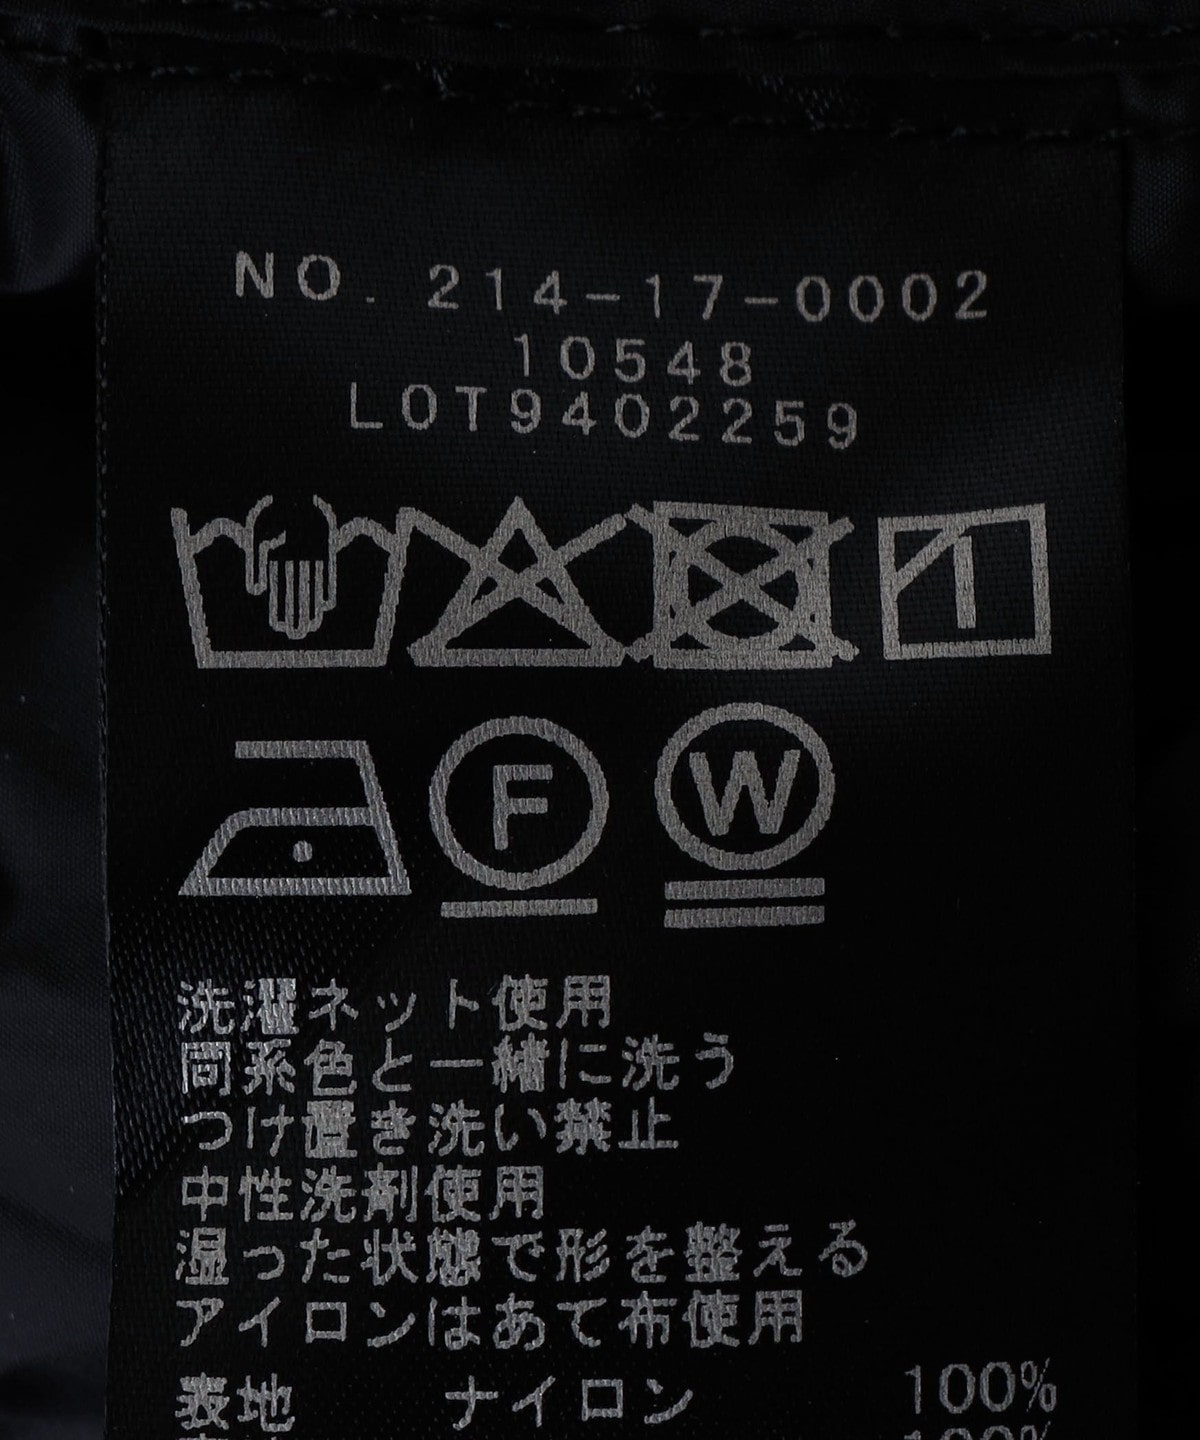 NO. 214-17-0002
10548
LOT9402259
F W
洗濯ネット使用
同系色と一緒に洗う
つけ置き洗い禁止
中性洗剤使用
湿った状態で形を整える
アイロンはあて布使用
表地 ナイロン 100%